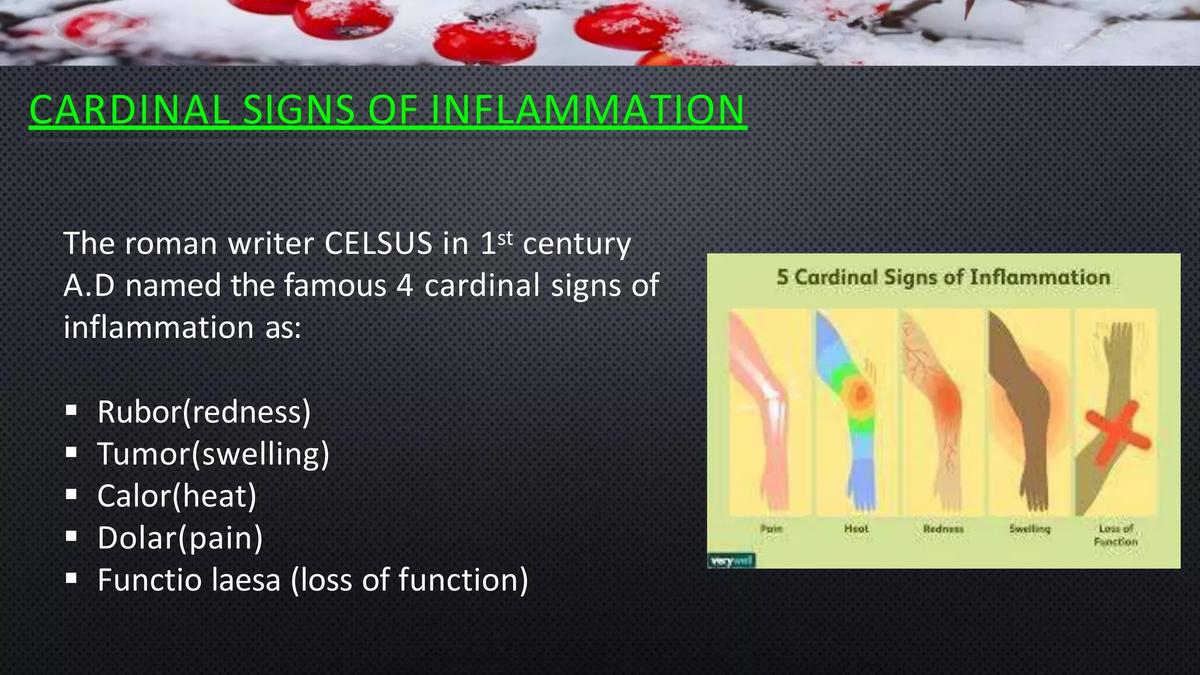 CARDINAL SIGNS OF INFLAMMATION
The roman writer CELSUS in 1st century
A.D named the famous 4 cardinal signs of
inflammation as:
▪ Rubor(redness)
▪ Tumor(swelling)
▪ Calor(heat)
▪ Dolar(pain)
▪ Functio laesa (loss of function)
5 Cardinal Signs of Inflammation
Pain
Heat
Redness
Swelling
Loss of
Function
verywell